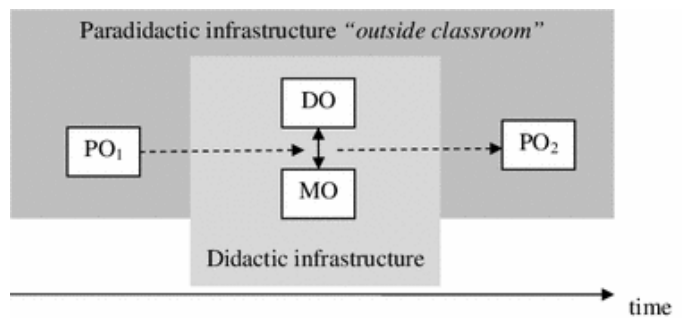 Paradidactic infrastructure “outside classroom”
DO
PO₁
PO₂
MO
Didactic infrastructure
time